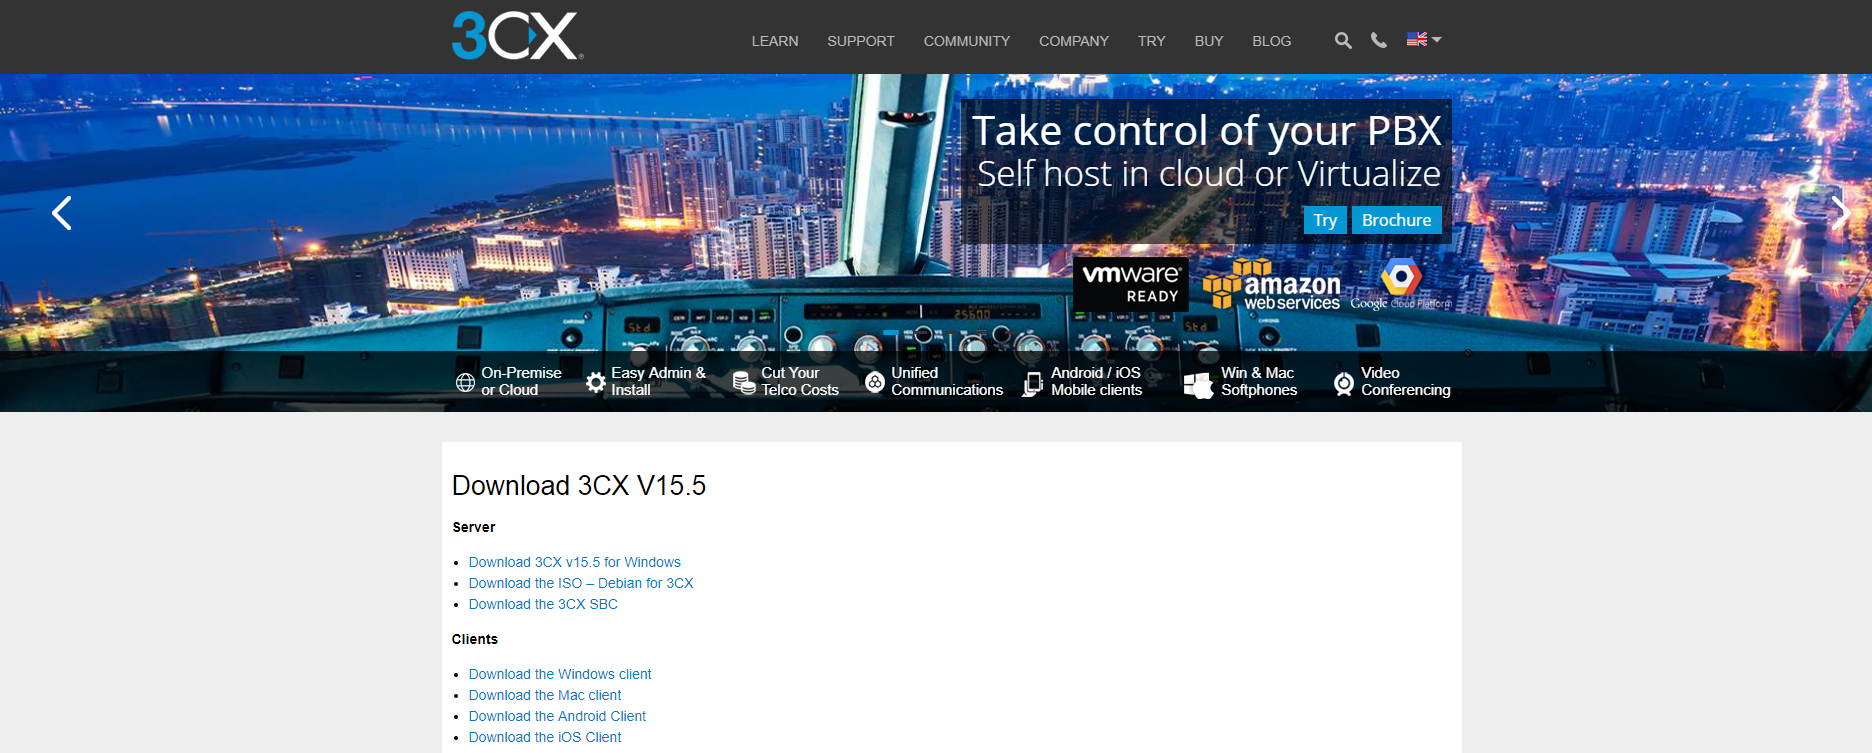 3CX®
LEARN SUPPORT COMMUNITY COMPANY TRY BUY BLOG
Take control of your PBX
Self host in cloud or Virtualize
Try Brochure
vmware®
READY
amazon
webservices
Google Cloud Platform
Std
25600
Std
On-Premise
or Cloud
Easy Admin &
Install
Cut Your
Telco Costs
Unified
Communications
Android / iOS
Mobile clients
Win & Mac
Softphones
Video
Conferencing
Download 3CX V15.5
Server
Download 3CX v15.5 for Windows
Download the ISO – Debian for 3CX
Download the 3CX SBC
Clients
Download the Windows client
Download the Mac client
Download the Android Client
Download the iOS Client